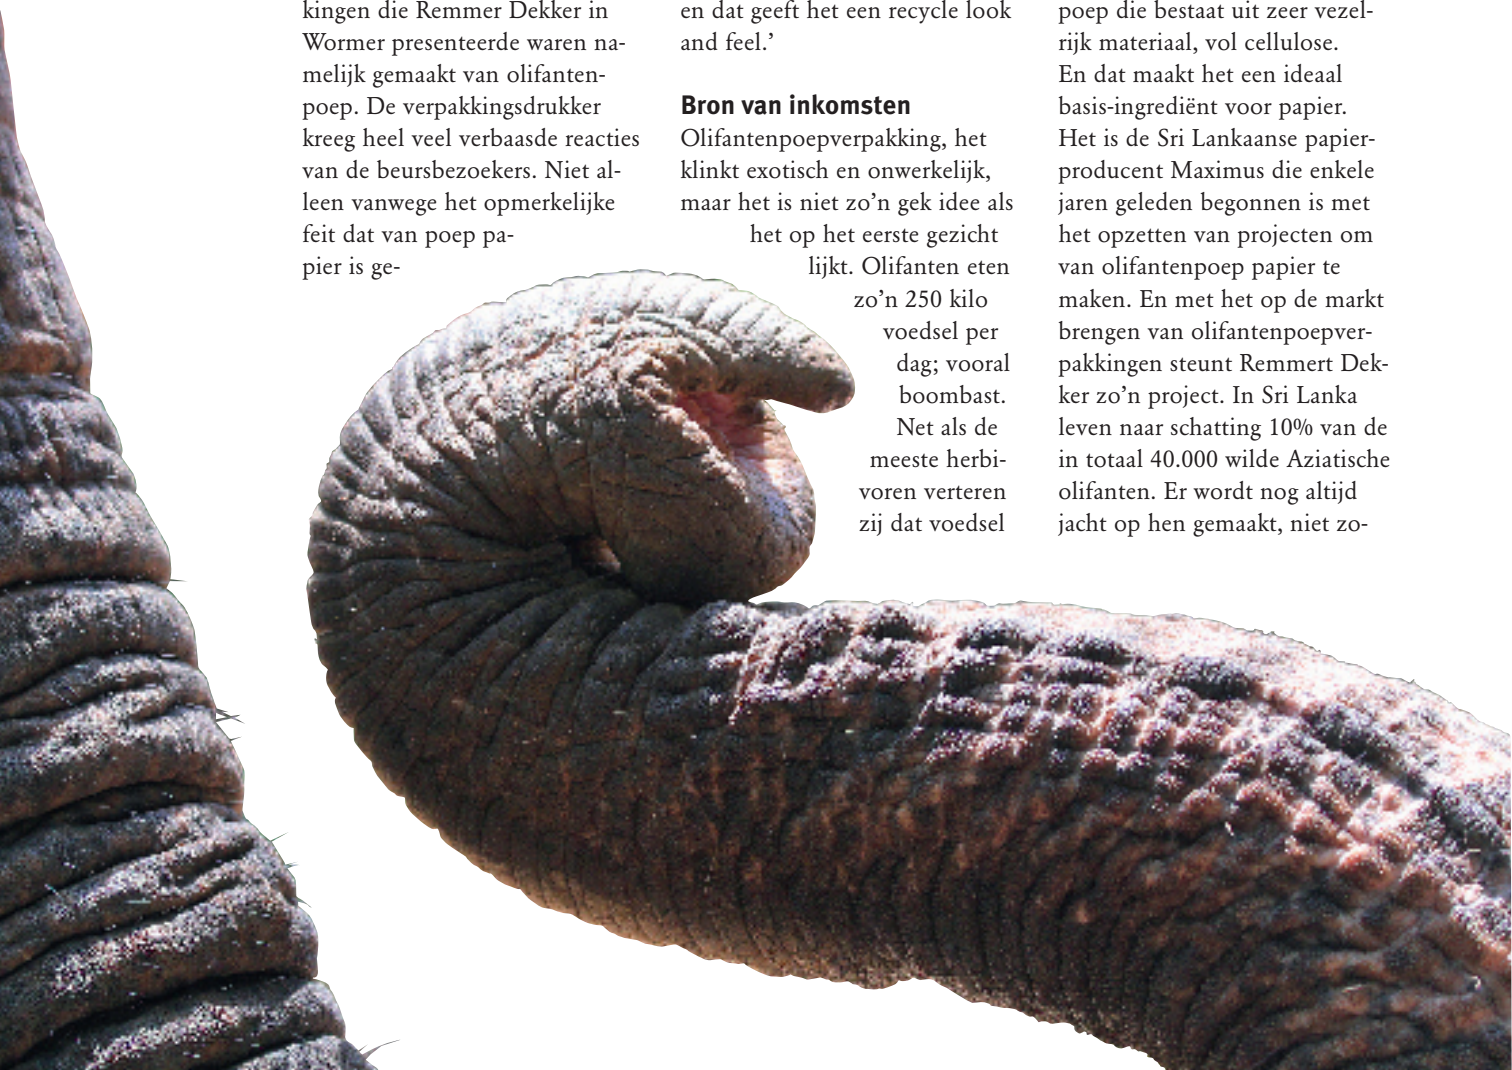 kingen die Remmer Dekker in
Wormer presenteerde waren na-
melijk gemaakt van olifanten-
poep. De verpakkingsdrukker
kreeg heel veel verbaasde reacties
van de beursbezoekers. Niet al-
leen vanwege het opmerkelijke
feit dat van poep pa-
pier is ge-
en dat geeft het een recycle look
and feel.’
Bron van inkomsten
Olifantenpoepverpakking, het
klinkt exotisch en onwerkelijk,
maar het is niet zo’n gek idee als
het op het eerste gezicht
lijkt. Olifanten eten
zo’n 250 kilo
voedsel per
dag; vooral
boombast.
Net als de
meeste herbi-
voren verteren
zij dat voedsel
poep die bestaat uit zeer vezel-
rijk materiaal, vol cellulose.
En dat maakt het een ideaal
basis-ingrediënt voor papier.
Het is de Sri Lankaanse papier-
producent Maximus die enkele
jaren geleden begonnen is met
het opzetten van projecten om
van olifantenpoep papier te
maken. En met het op de markt
brengen van olifantenpoepver-
pakkingen steunt Remmert Dek-
ker zo’n project. In Sri Lanka
leven naar schatting 10% van de
in totaal 40.000 wilde Aziatische
olifanten. Er wordt nog altijd
jacht op hen gemaakt, niet zo-